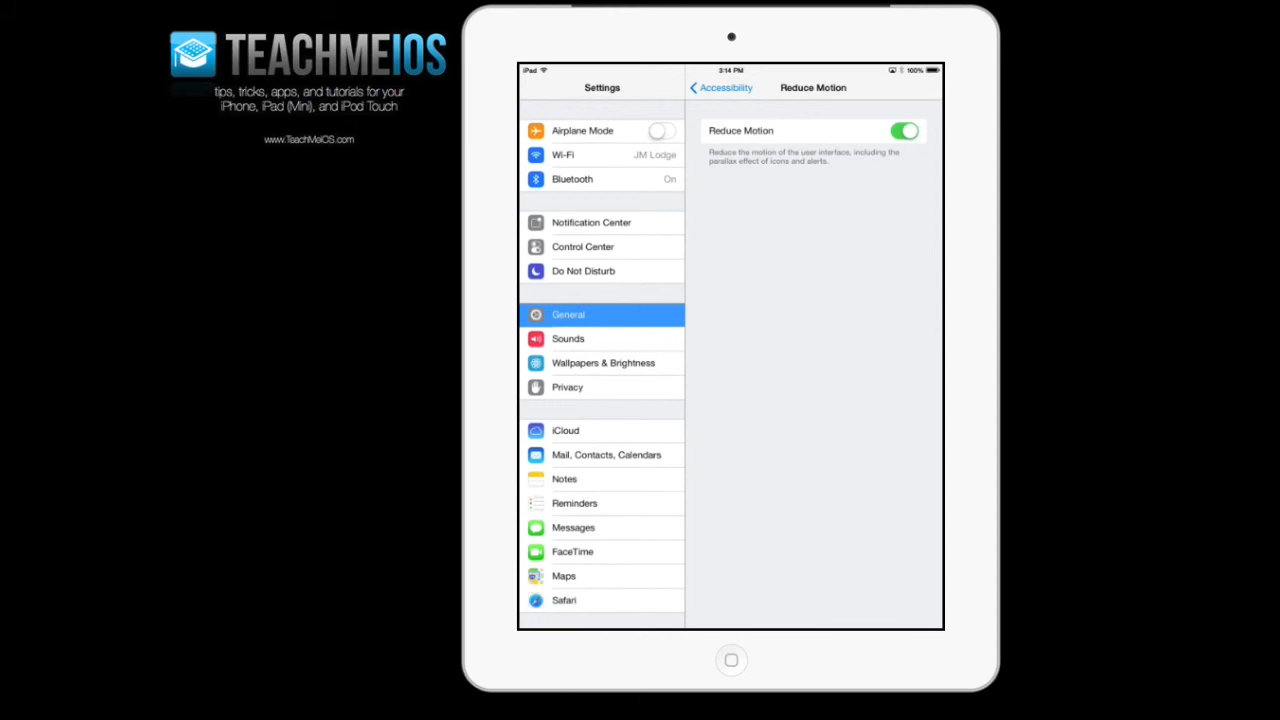 TEACHMEIOS
tips, tricks, apps, and tutorials for your
iPhone, iPad (Mini), and iPod Touch
www.TeachMeiOS.com
iPad
3:14 PM
100%
Settings
Accessibility
Reduce Motion
Airplane Mode
Wi-Fi
JM Lodge
Bluetooth
On
Notification Center
Control Center
Do Not Disturb
General
Sounds
Wallpapers & Brightness
Privacy
iCloud
Mail, Contacts, Calendars
Notes
Reminders
Messages
FaceTime
Maps
Safari
Reduce Motion
Reduce the motion of the user interface, including the
parallax effect of icons and alerts.